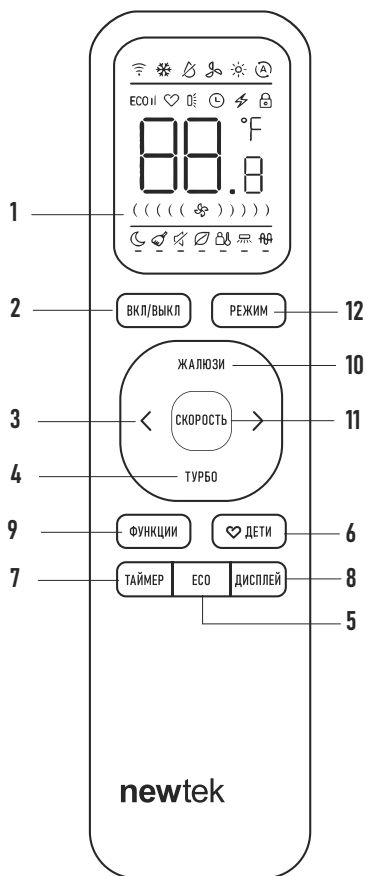 A
ECO
88.8 °F
1
2 ВКЛ/ВЫКЛ РЕЖИМ 12
ЖАЛЮЗИ 10
3 < СКОРОСТЬ > 11
4 ТУРБО
9 ФУНКЦИИ ДЕТИ 6
7 ТАЙМЕР ECO ДИСПЛЕЙ 8
5
newtek